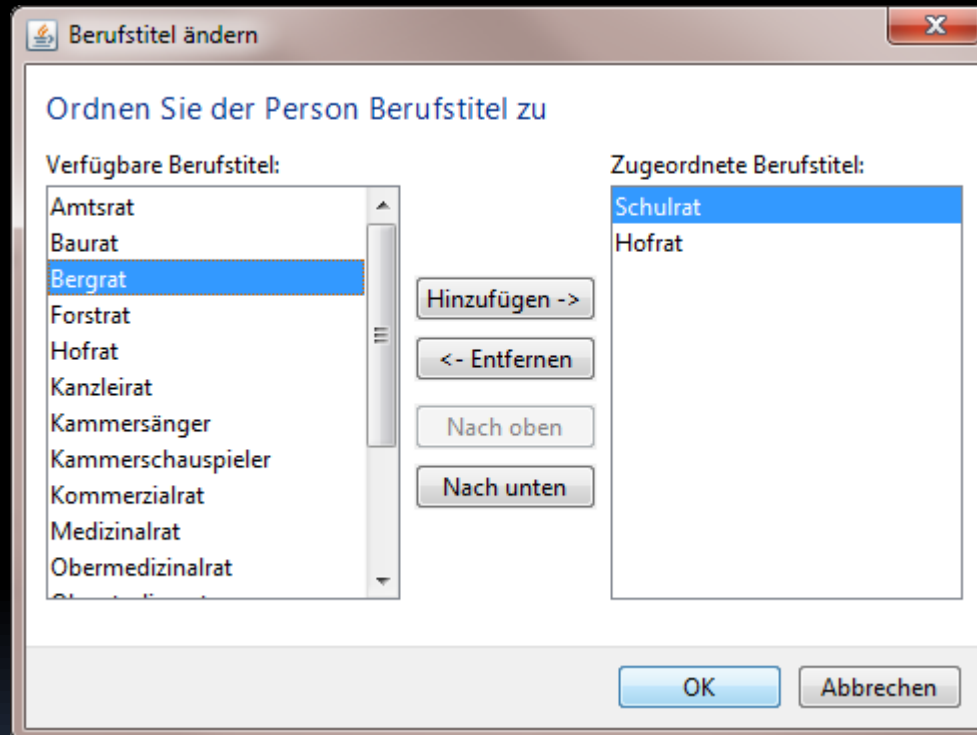 Berufstitel ändern
Ordnen Sie der Person Berufstitel zu
Verfügbare Berufstitel:
Amtsrat
Baurat
Bergrat
Forstrat
Hofrat
Kanzleirat
Kammersänger
Kammerschauspieler
Kommerzialrat
Medizinalrat
Obermedizinalrat
Hinzufügen ->
<- Entfernen
Nach oben
Nach unten
Zugeordnete Berufstitel:
Schulrat
Hofrat
OK
Abbrechen